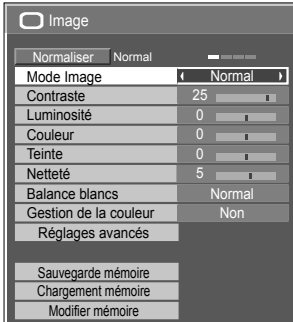 Image
Normaliser Normal
Mode Image Normal
Contraste 25
Luminosité 0
Couleur 0
Teinte 0
Netteté 5
Balance blancs Normal
Gestion de la couleur Non
Réglages avancés
Sauvegarde mémoire
Chargement mémoire
Modifier mémoire